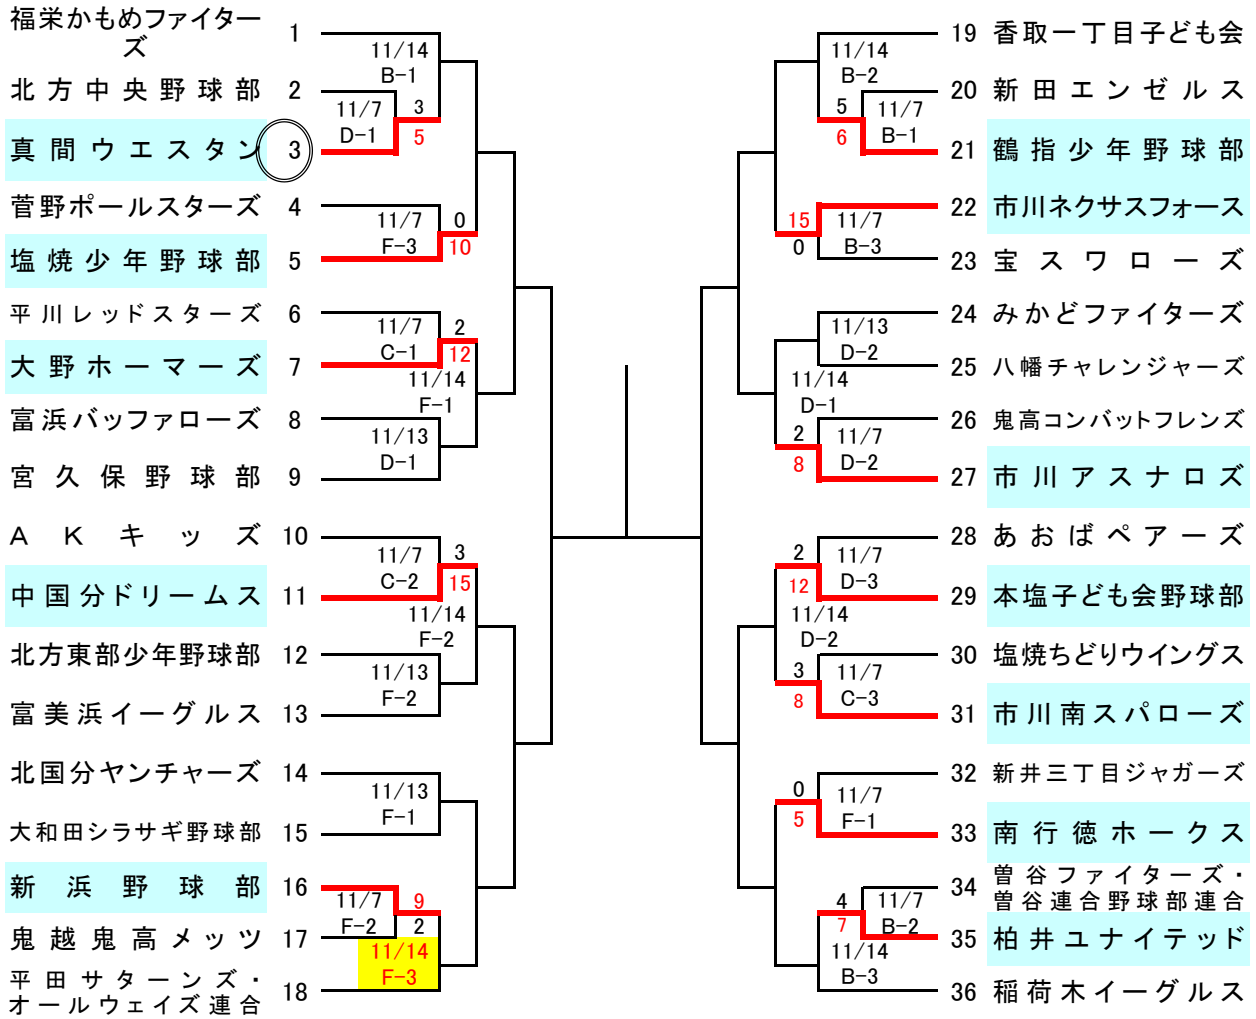 福栄かもめファイター
ズ
1
11/14
B-1
北方中央野球部 2
11/7
D-1
3
5
真間ウエスタン 3
菅野ポールスターズ 4
11/7
F-3
0
10
塩焼少年野球部 5
平川レッドスターズ 6
11/7
C-1
2
12
大野ホーマーズ 7
11/14
F-1
富浜バッファローズ 8
11/13
D-1
宮久保野球部 9
AKキッズ 10
11/7
C-2
3
15
中国分ドリームス 11
11/14
F-2
北方東部少年野球部 12
11/13
F-2
富美浜イーグルス 13
北国分ヤンチャーズ 14
11/13
F-1
大和田シラサギ野球部 15
新浜野球部 16
11/7
F-2
9
2
鬼越鬼高メッツ 17
11/14
F-3
平田サターンズ・
オールウェイズ連合
18
19 香取一丁目子ども会
11/14
B-2
20 新田エンゼルス
5
6
11/7
B-1
21 鶴指少年野球部
22 市川ネクサスフォース
15
0
11/7
B-3
23 宝スワローズ
24 みかどファイターズ
11/13
D-2
25 八幡チャレンジャーズ
11/14
D-1
26 鬼高コンバットフレンズ
2
8
11/7
D-2
27 市川アスナロズ
28 あおばペアーズ
2
12
11/7
D-3
29 本塩子ども会野球部
11/14
D-2
30 塩焼ちどりウイングス
3
8
11/7
C-3
31 市川南スパローズ
32 新井三丁目ジャガーズ
0
5
11/7
F-1
33 南行徳ホークス
34 曽谷ファイターズ・
曽谷連合野球部連合
4
7
11/7
B-2
35 柏井ユナイテッド
11/14
B-3
36 稲荷木イーグルス